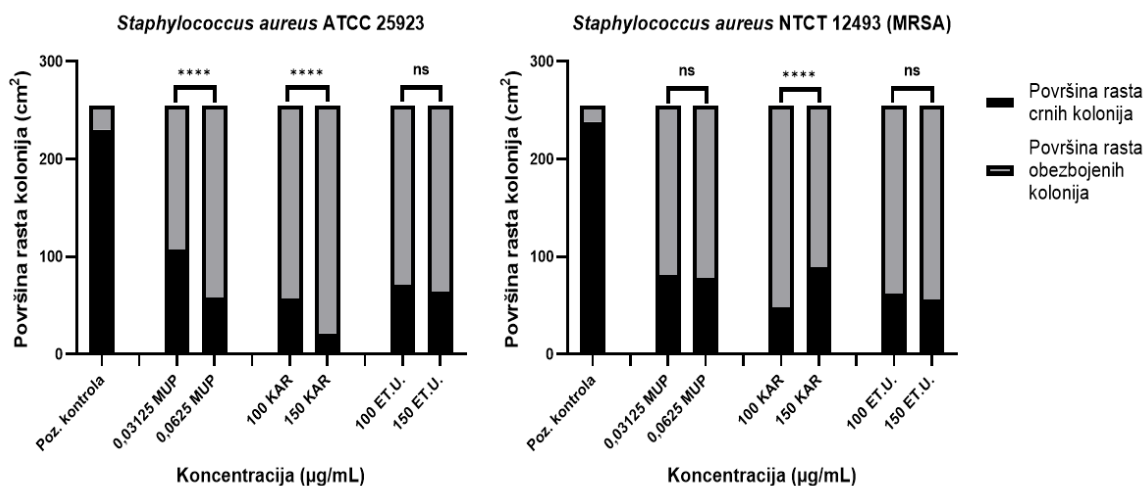 Staphylococcus aureus ATCC 25923
Površina rasta kolonija (cm²)
300
200
100
0
****
****
ns
Poz. kontrola
0,03125 MUP
0,0625 MUP
100 KAR
150 KAR
100 ET.U.
150 ET.U.
Koncentracija (µg/mL)
Staphylococcus aureus NTCT 12493 (MRSA)
Površina rasta kolonija (cm²)
300
200
100
0
ns
****
ns
Poz. kontrola
0,03125 MUP
0,0625 MUP
100 KAR
150 KAR
100 ET.U.
150 ET.U.
Koncentracija (µg/mL)
Površina rasta
crnih kolonija
Površina rasta
obezbojenih
kolonija